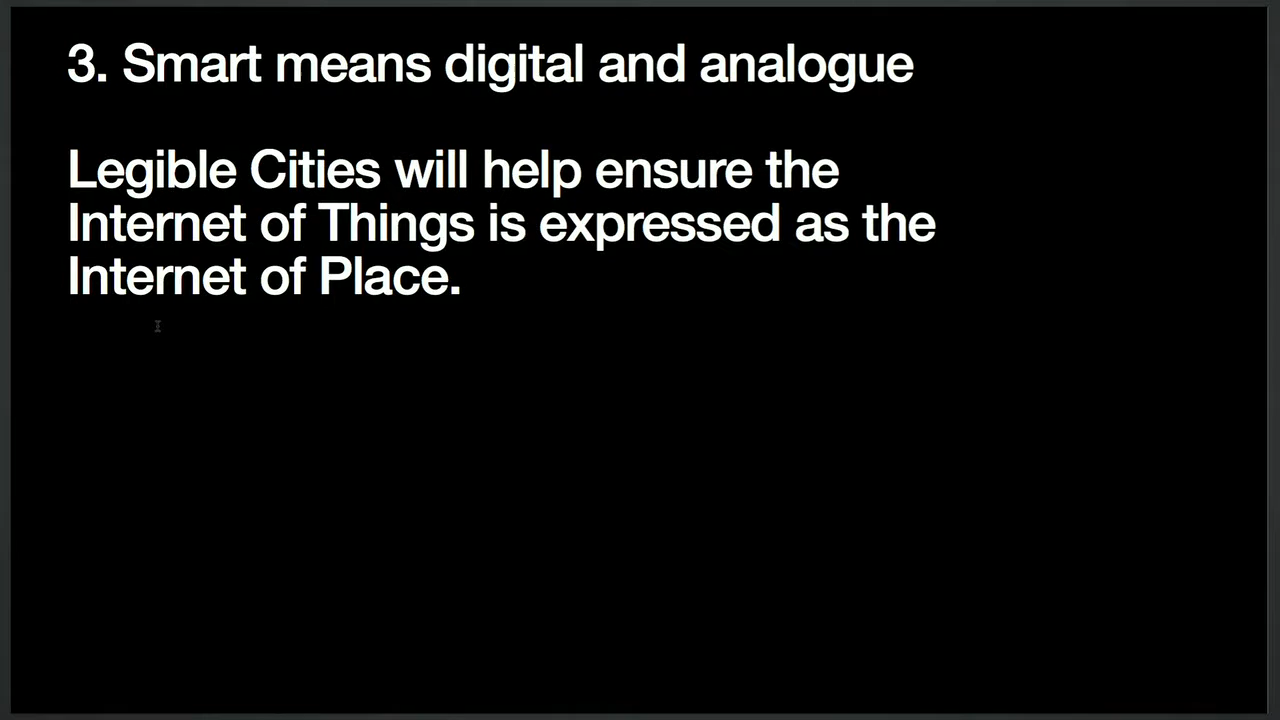 3. Smart means digital and analogue
Legible Cities will help ensure the
Internet of Things is expressed as the
Internet of Place.